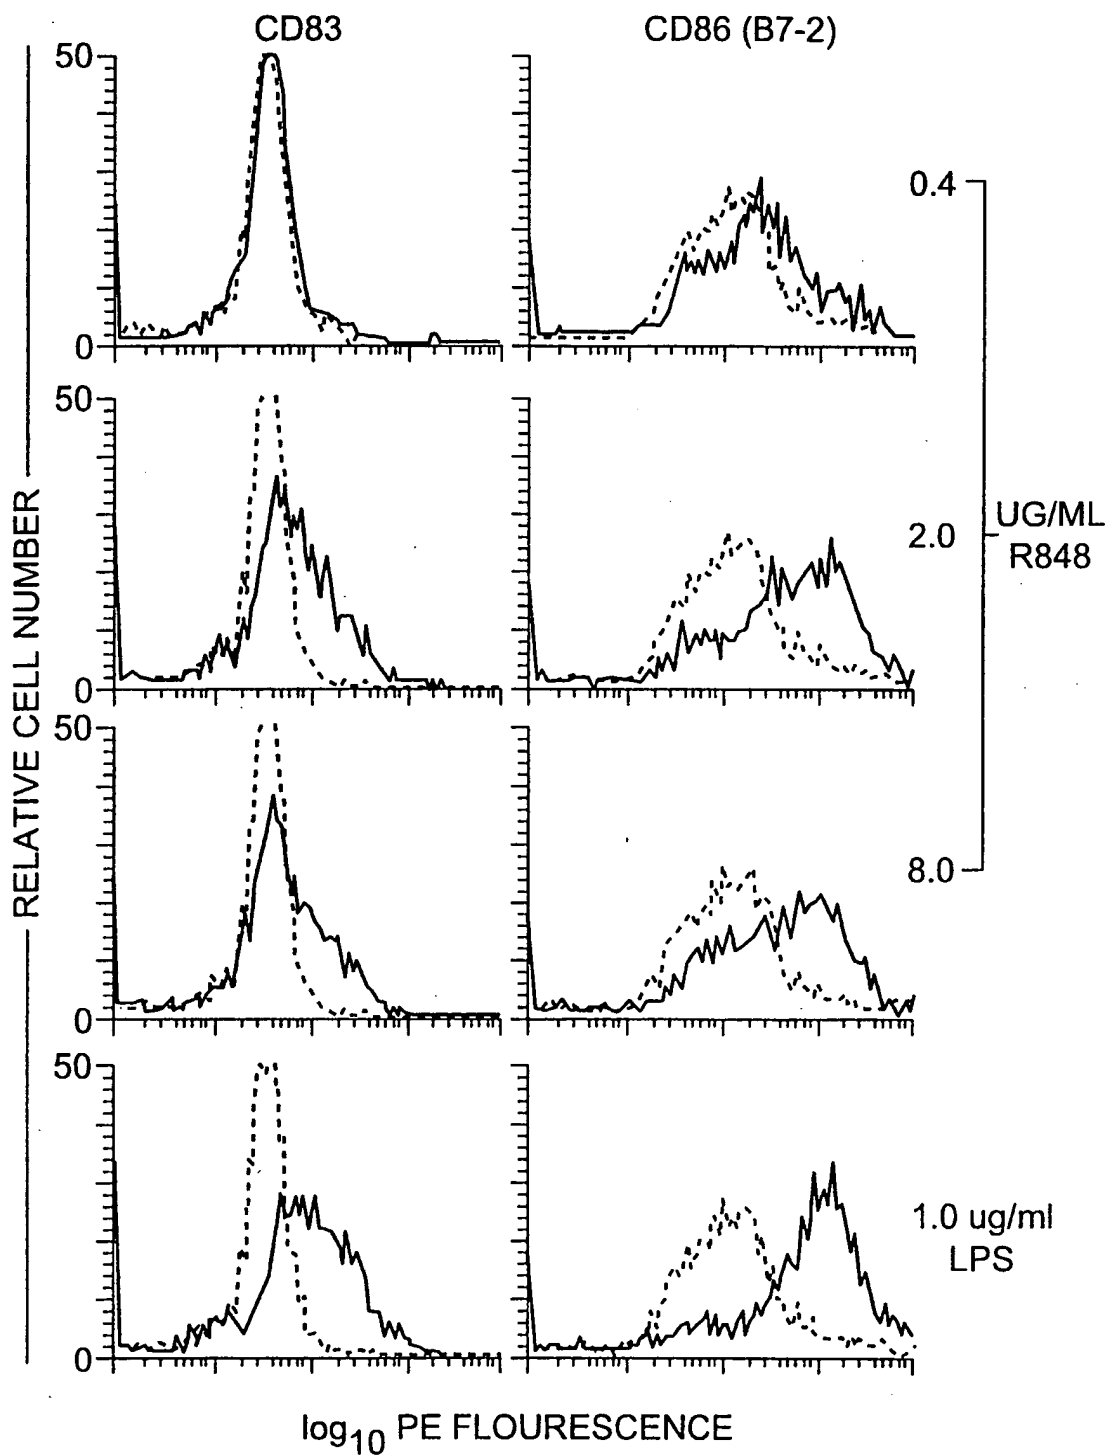 CD83
CD86 (B7-2)
50
0
0.4
50
0
2.0
UG/ML
R848
50
0
8.0
50
0
1.0 ug/ml
LPS
RELATIVE CELL NUMBER
log10 PE FLOURESCENCE